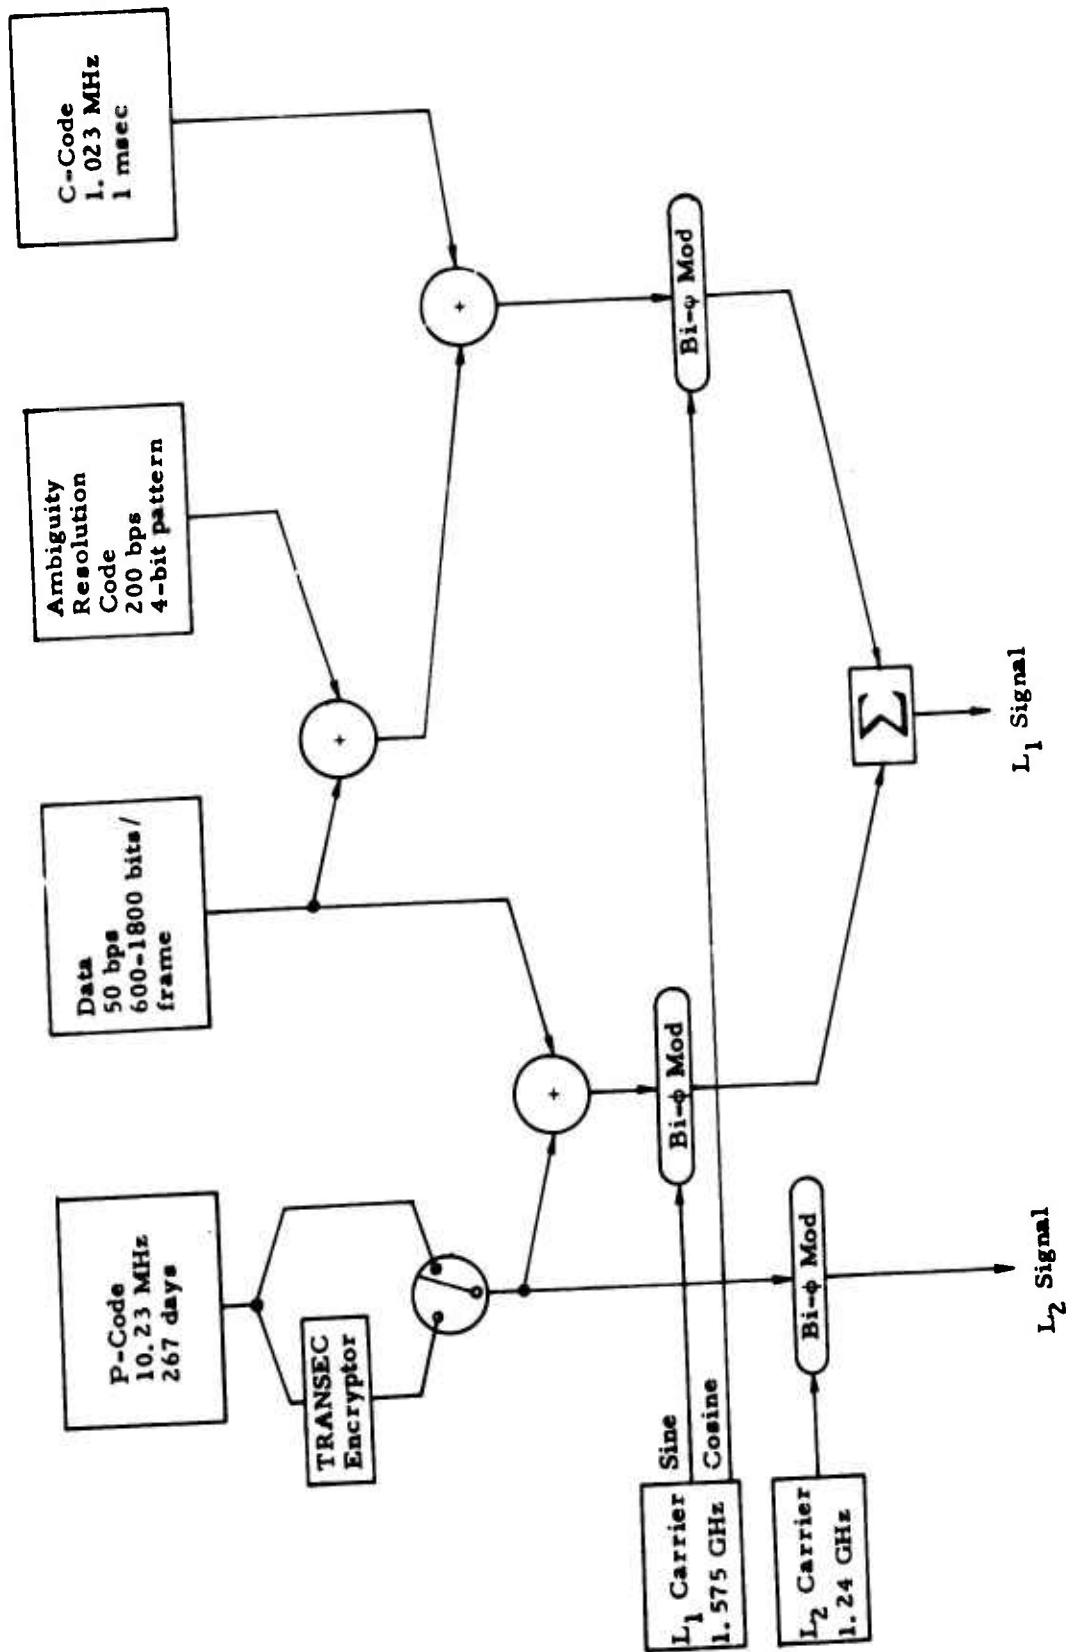 P-Code
10.23 MHz
267 days
TRANSEC
Encryptor
Data
50 bps
600-1800 bits/
frame
Ambiguity
Resolution
Code
200 bps
4-bit pattern
C-Code
1.023 MHz
1 msec
+
+
+
L1 Carrier
1.575 GHz
Sine
Cosine
Bi-φ Mod
Bi-φ Mod
L2 Carrier
1.24 GHz
Bi-φ Mod
Σ
L1 Signal
L2 Signal